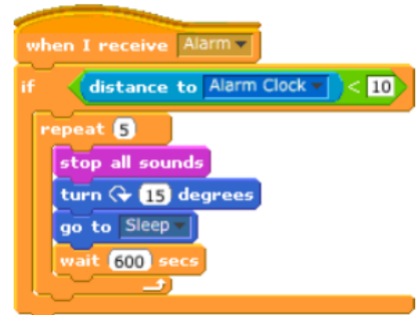 when I receive Alarm
if distance to Alarm Clock < 10
repeat 5
stop all sounds
turn 15 degrees
go to Sleep
wait 600 secs